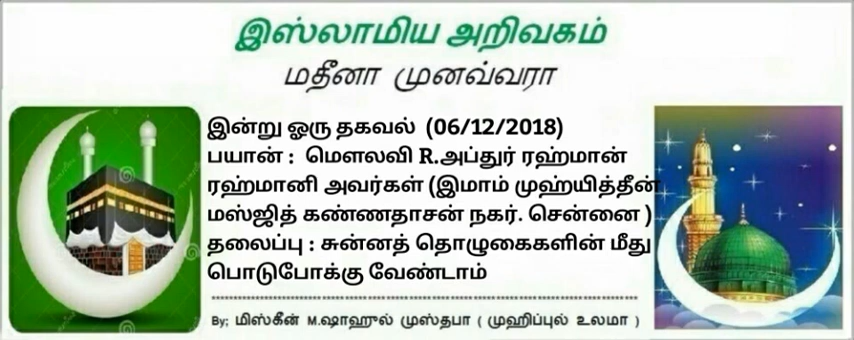 இஸ்லாமிய அறிவகம்
மதீனா முனவ்வரா
இன்று ஓரு தகவல் (06/12/2018)
பயான் : மௌலவி R.அப்துர் ரஹ்மான்
ரஹ்மானி அவர்கள் (இமாம் முஹ்யித்தீன்
மஸ்ஜித் கண்ணதாசன் நகர். சென்னை )
தலைப்பு : சுன்னத் தொழுகைகளின் மீது
பொடுபோக்கு வேண்டாம்
By; மிஸ்கீன் M.ஷாஹுல் முஸ்தபா ( முஹிப்புல் உலமா )